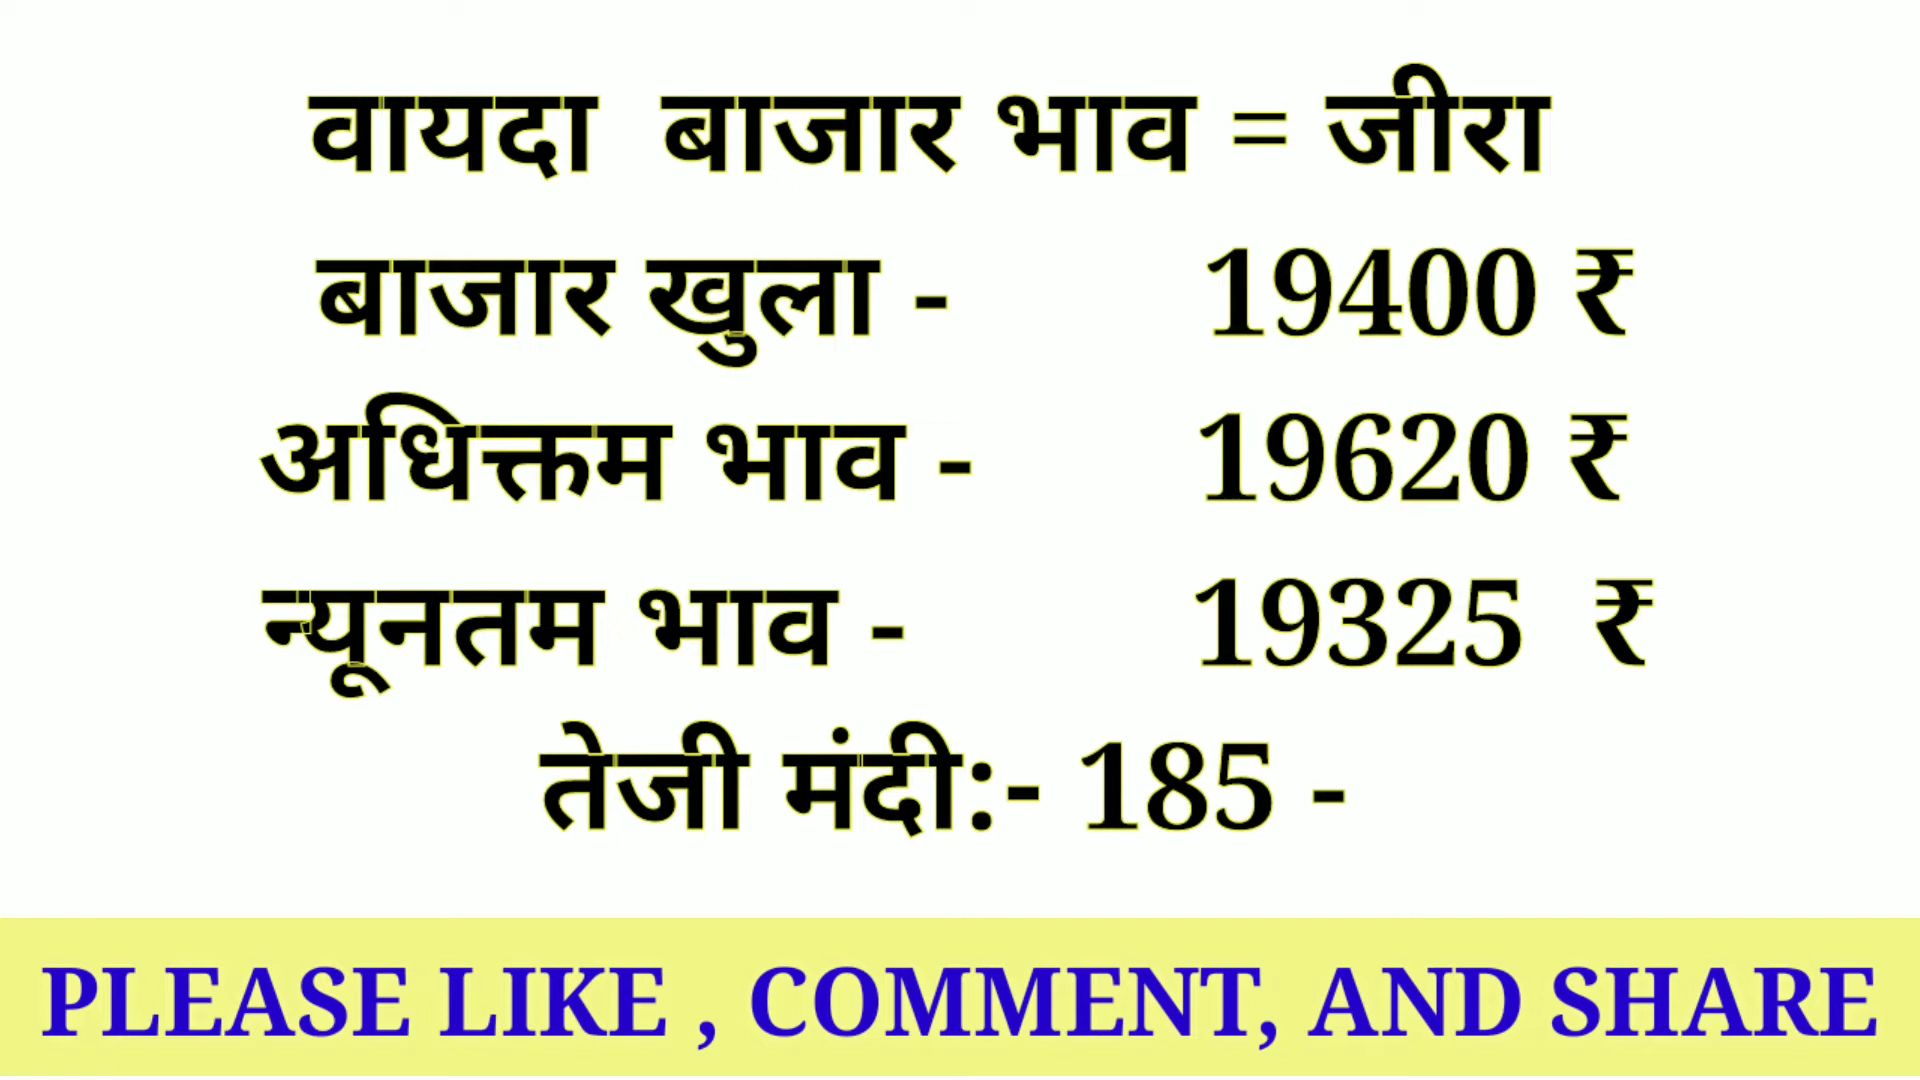 वायदा बाजार भाव = जीरा
बाजार खुला - 19400 ₹
अधिक्तम भाव - 19620 ₹
न्यूनतम भाव - 19325 ₹
तेजी मंदी:- 185 -
PLEASE LIKE , COMMENT, AND SHARE